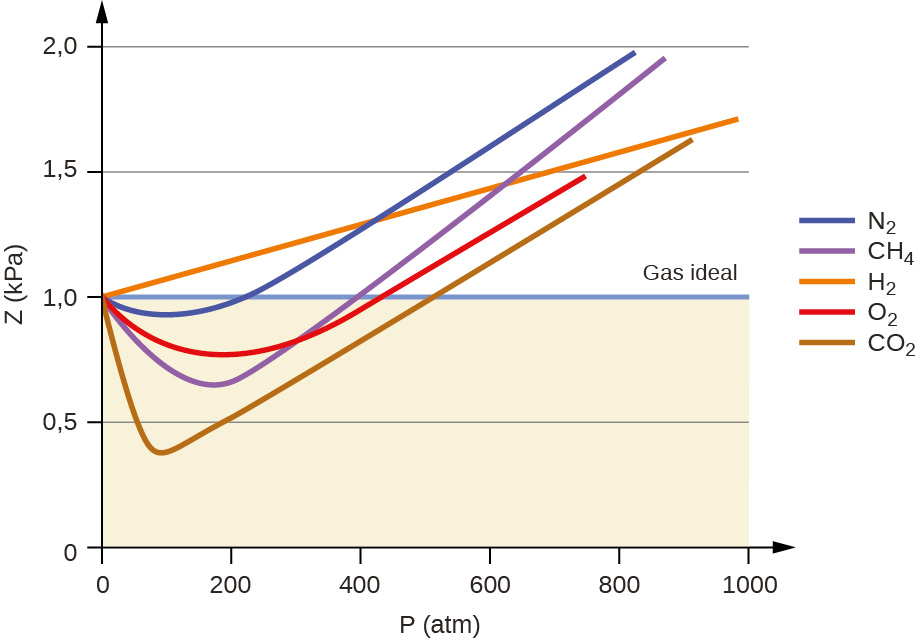 2,0
1,5
1,0
0,5
0
Z (kPa)
Gas ideal
0 200 400 600 800 1000
P (atm)
N₂
CH₄
H₂
O₂
CO₂